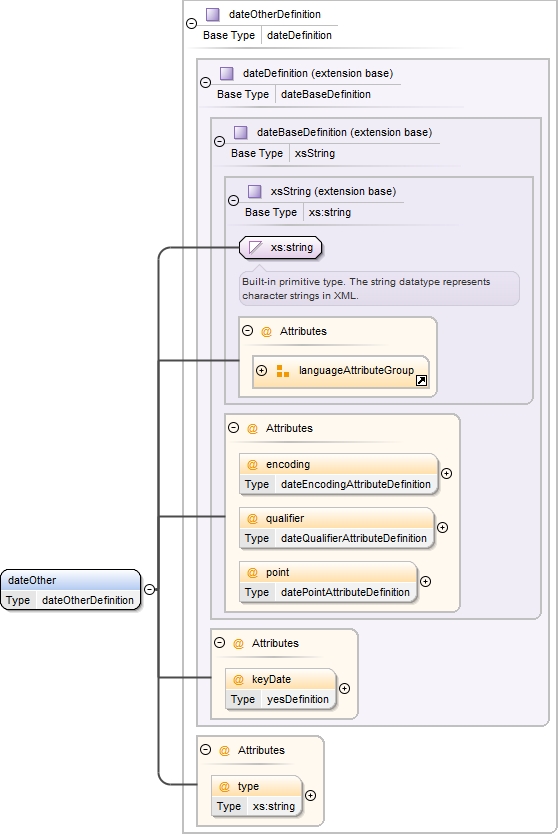 dateOtherDefinition
Base Type dateDefinition
dateDefinition (extension base)
Base Type dateBaseDefinition
dateBaseDefinition (extension base)
Base Type xsString
xsString (extension base)
Base Type xs:string
xs:string
Built-in primitive type. The string datatype represents
character strings in XML.
@ Attributes
languageAttributeGroup
@ Attributes
@ encoding
Type dateEncodingAttributeDefinition
@ qualifier
Type dateQualifierAttributeDefinition
@ point
Type datePointAttributeDefinition
dateOther
Type dateOtherDefinition
@ Attributes
@ keyDate
Type yesDefinition
@ Attributes
@ type
Type xs:string